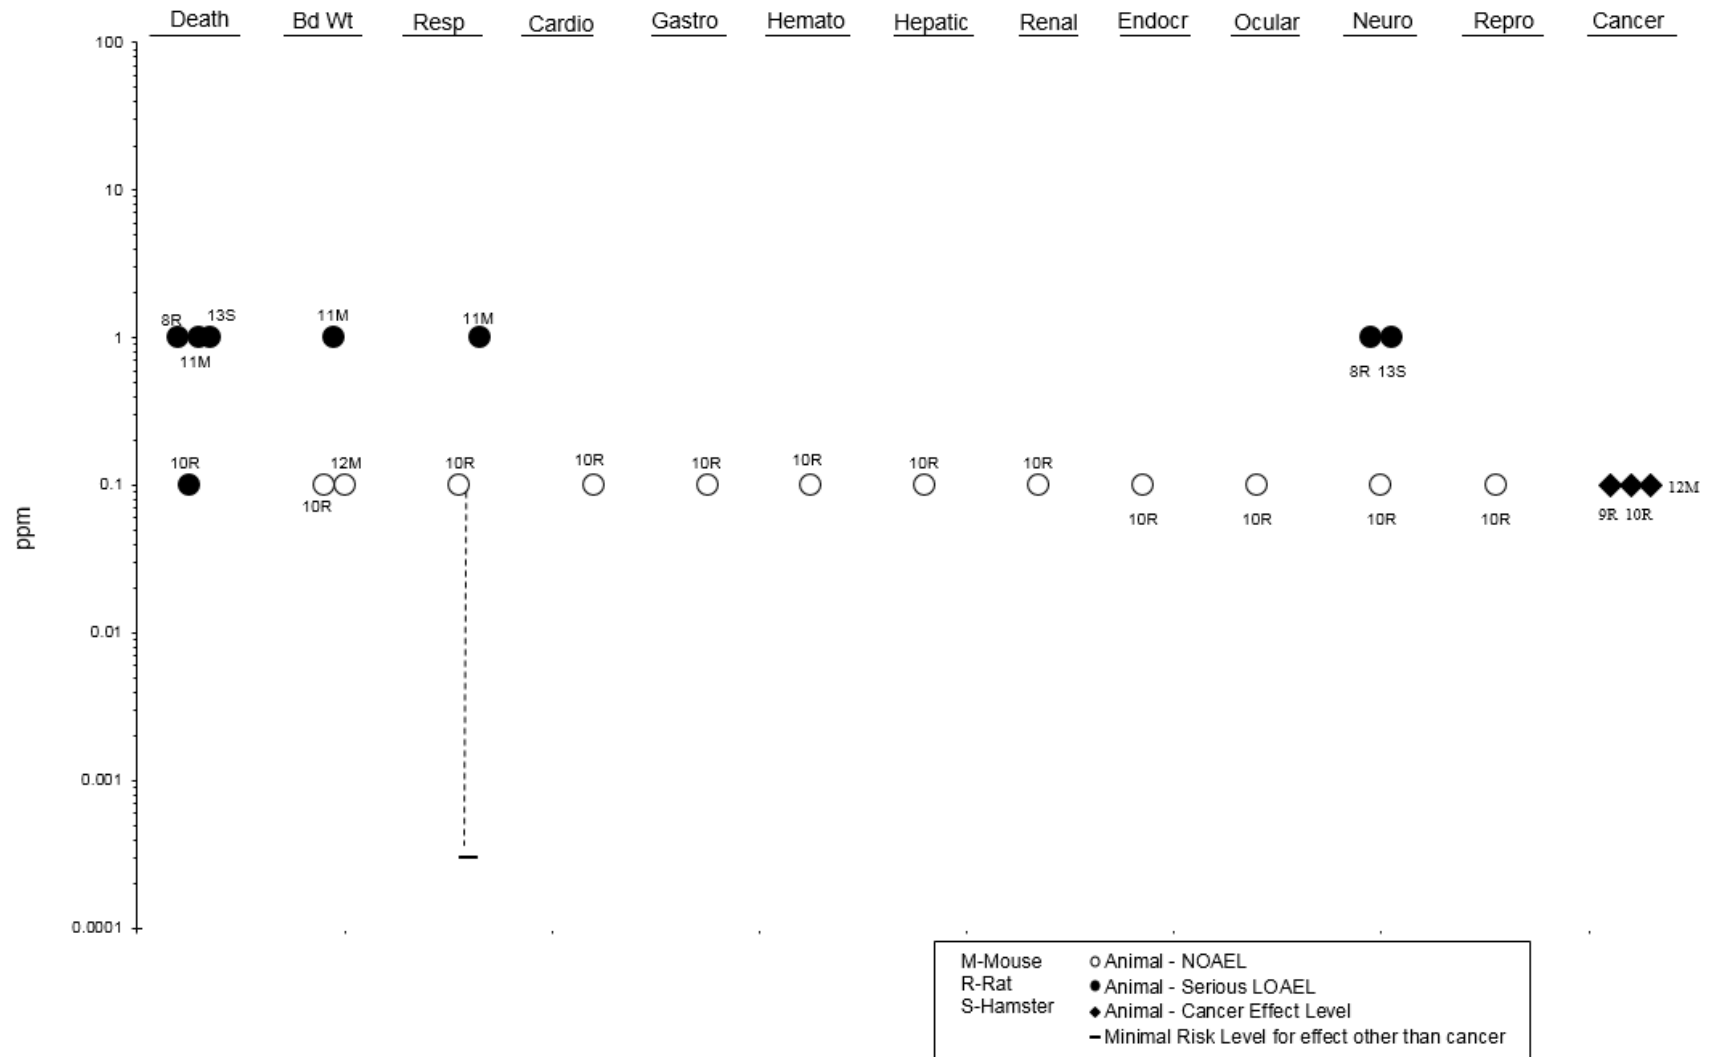 Death Bd Wt Resp Cardio Gastro Hemato Hepatic Renal Endocr Ocular Neuro Repro Cancer
100
10
8R 13S 11M 11M
1
11M
8R 13S
10R 12M 10R 10R 10R 10R 10R 10R
0.1
12M
10R
10R 10R 10R 10R 9R 10R
ppm
0.01
0.001
0.0001
M-Mouse
R-Rat
S-Hamster
Animal - NOAEL
Animal - Serious LOAEL
Animal - Cancer Effect Level
Minimal Risk Level for effect other than cancer